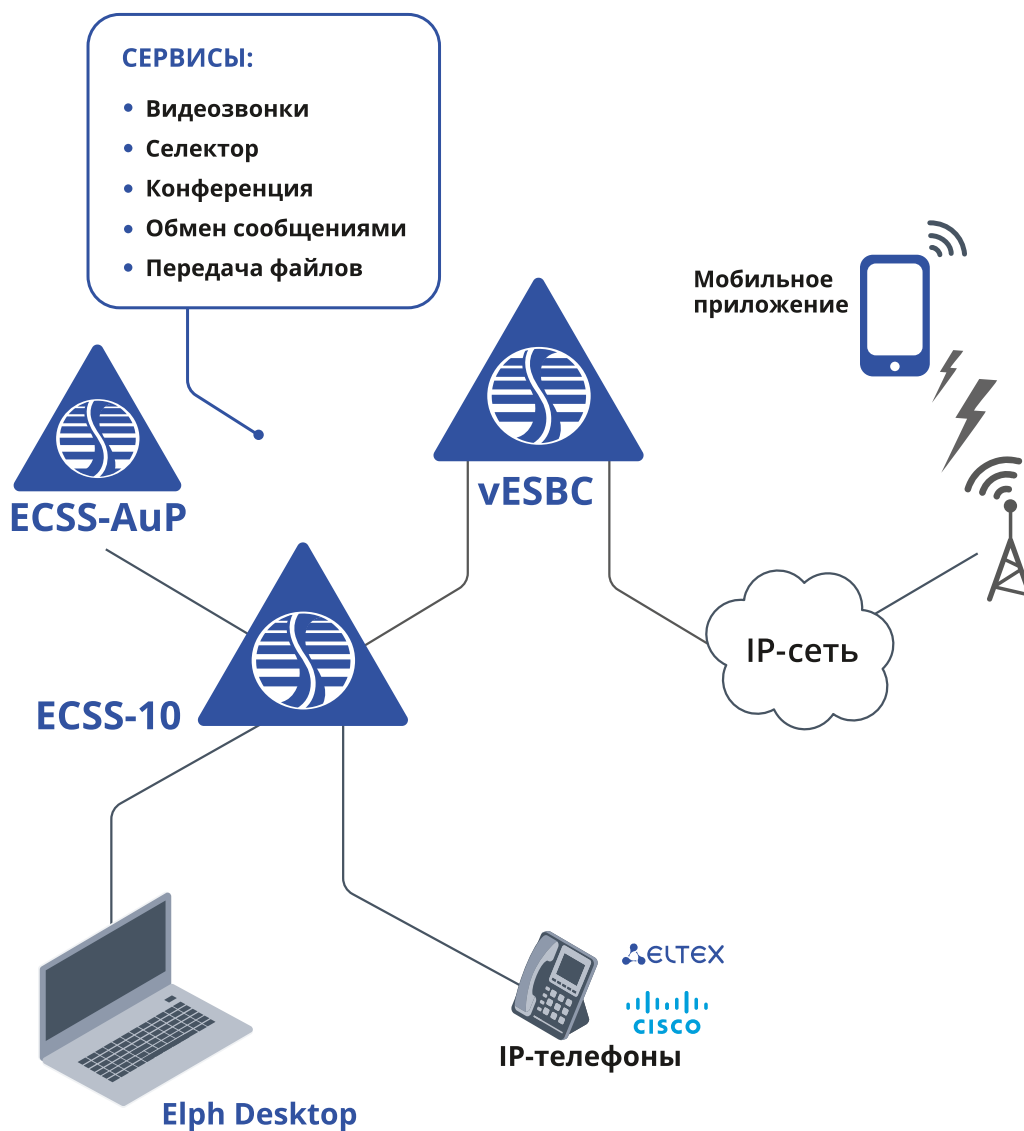 СЕРВИСЫ:
Видеозвонки
Селектор
Конференция
Обмен сообщениями
Передача файлов
Мобильное
приложение
vESBC
ECSS-AuP
IP-сеть
ECSS-10
ELTEX
CISCO
IP-телефоны
Elph Desktop